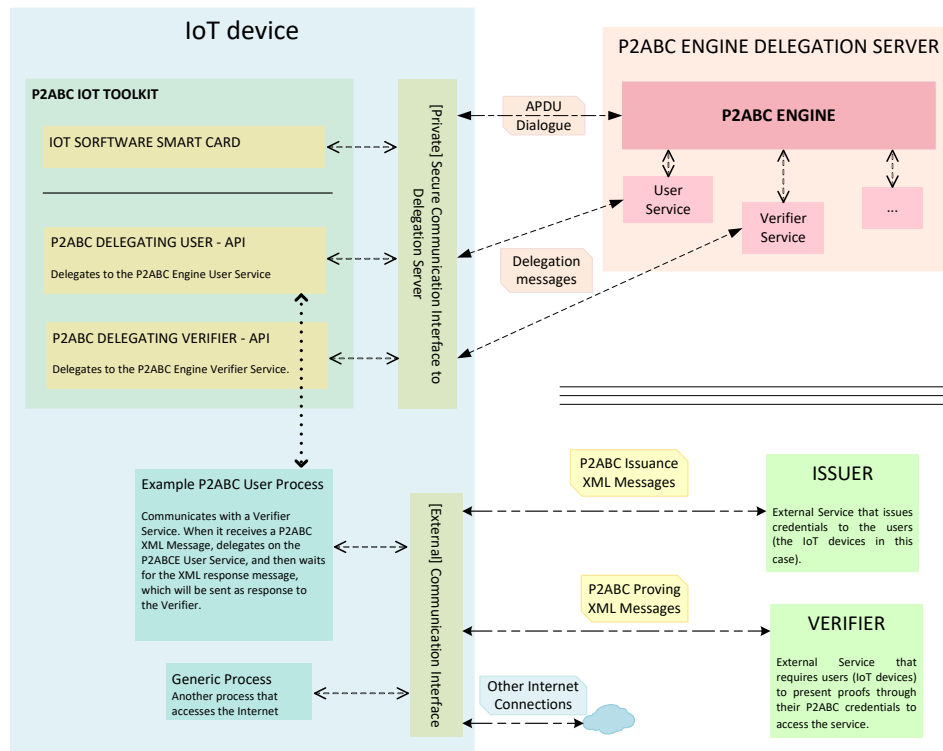 IoT device
P2ABC IOT TOOLKIT
IOT SORFTWARE SMART CARD
P2ABC DELEGATING USER - API
Delegates to the P2ABC Engine User Service
P2ABC DELEGATING VERIFIER - API
Delegates to the P2ABC Engine Verifier Service.
[Private] Secure Communication Interface to
Delegation Server
APDU
Dialogue
Delegation
messages
P2ABC ENGINE DELEGATION SERVER
P2ABC ENGINE
User
Service
Verifier
Service
...
Example P2ABC User Process
Communicates with a Verifier
Service. When it receives a P2ABC
XML Message, delegates on the
P2ABCE User Service, and then waits
for the XML response message,
which will be sent as response to
the Verifier.
Generic Process
Another process that
accesses the Internet
[External] Communication
Interface
P2ABC Issuance
XML Messages
P2ABC Proving
XML Messages
Other Internet
Connections
ISSUER
External Service that issues
credentials to the users
(the IoT devices in this
case).
VERIFIER
External Service that
requires users (IoT devices)
to present proofs through
their P2ABC credentials to
access the service.